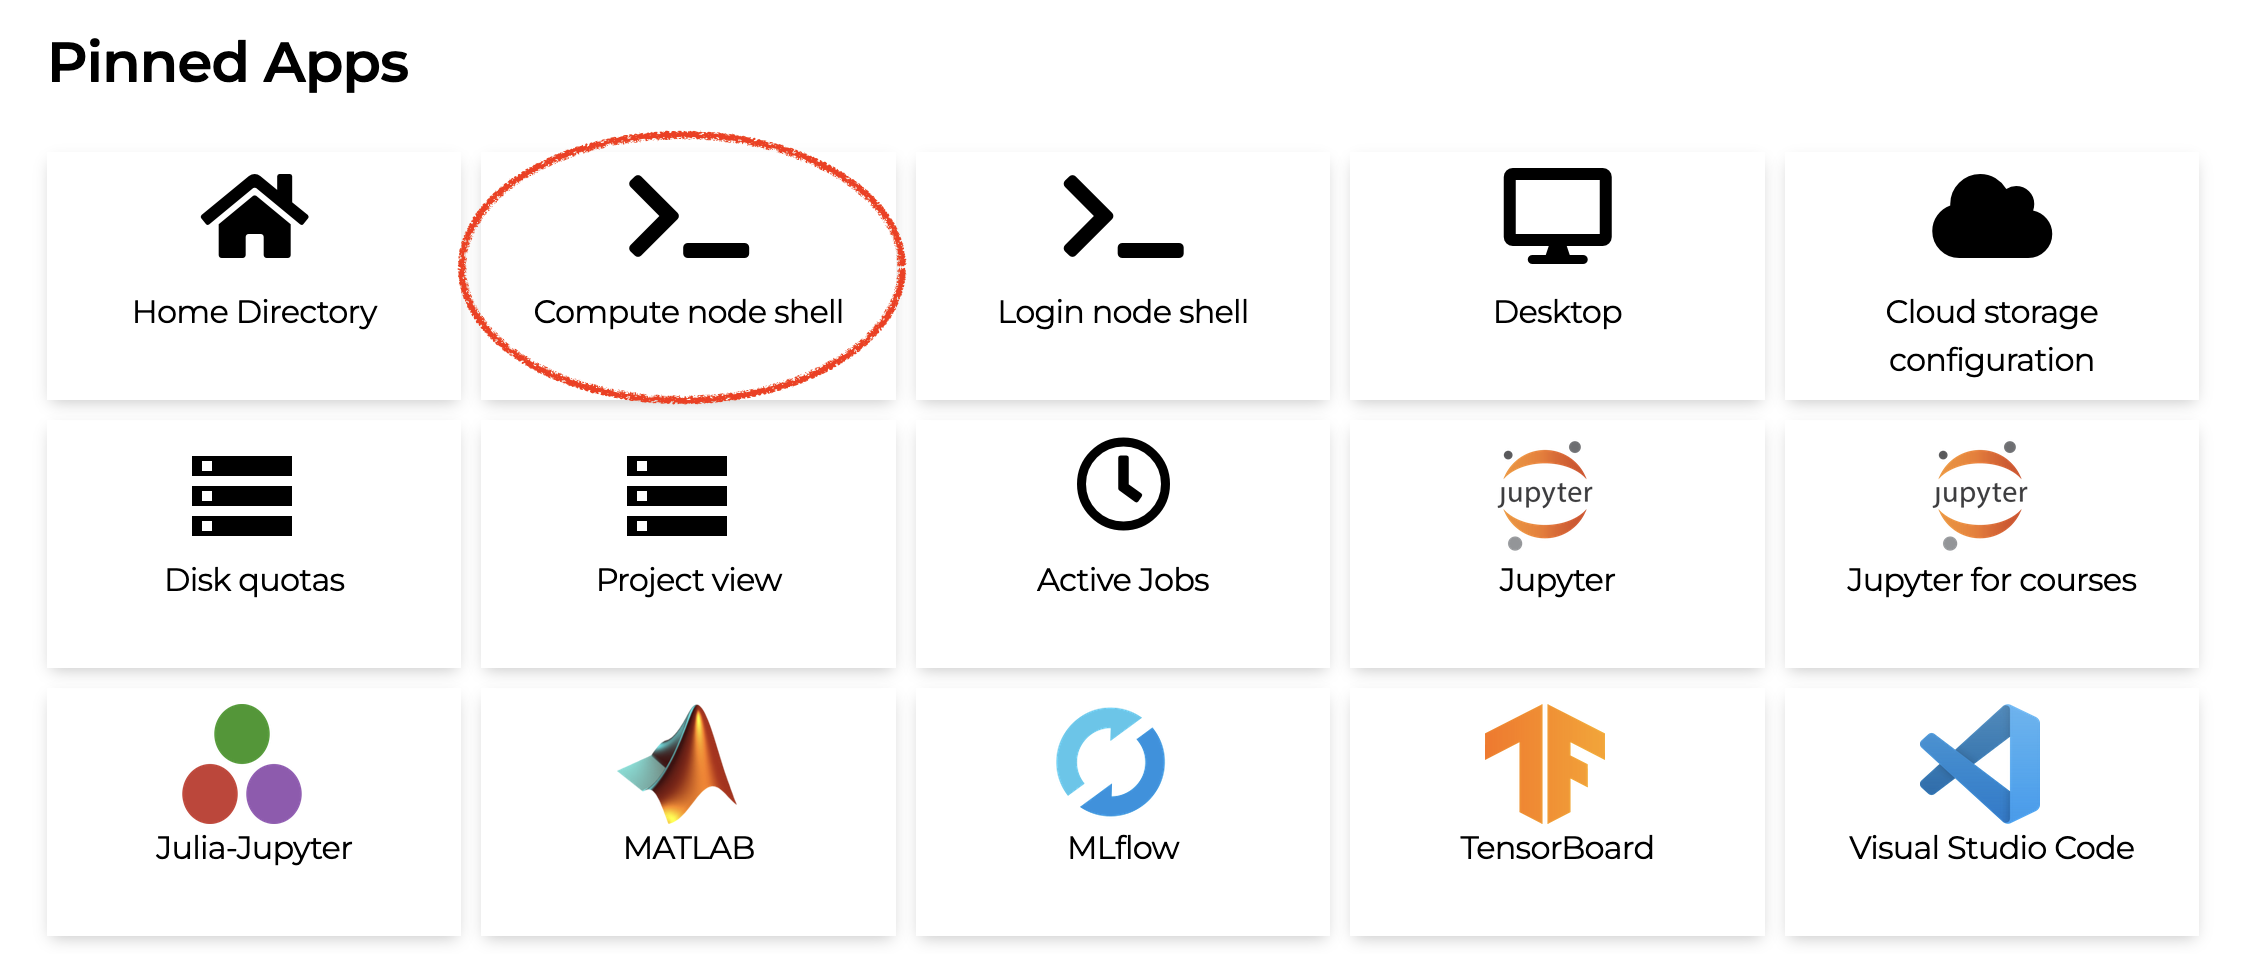 Pinned Apps
Home Directory
Compute node shell
Login node shell
Desktop
Cloud storage
configuration
Disk quotas
Project view
Active Jobs
jupyter
Jupyter
jupyter
Jupyter for courses
Julia-Jupyter
MATLAB
MLflow
TensorBoard
Visual Studio Code